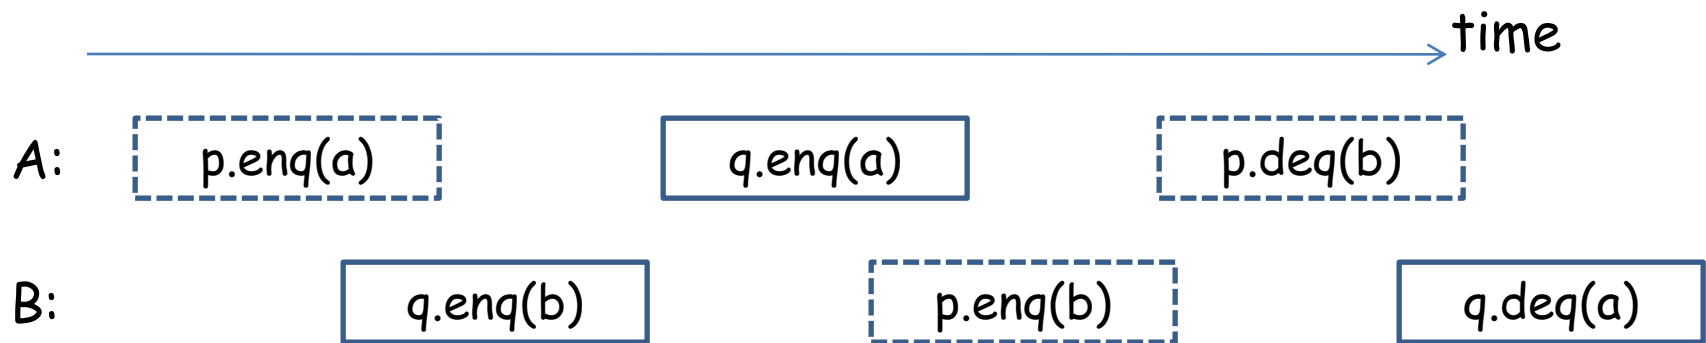 time
A: p.enq(a) q.enq(a) p.deq(b)
B: q.enq(b) p.enq(b) q.deq(a)